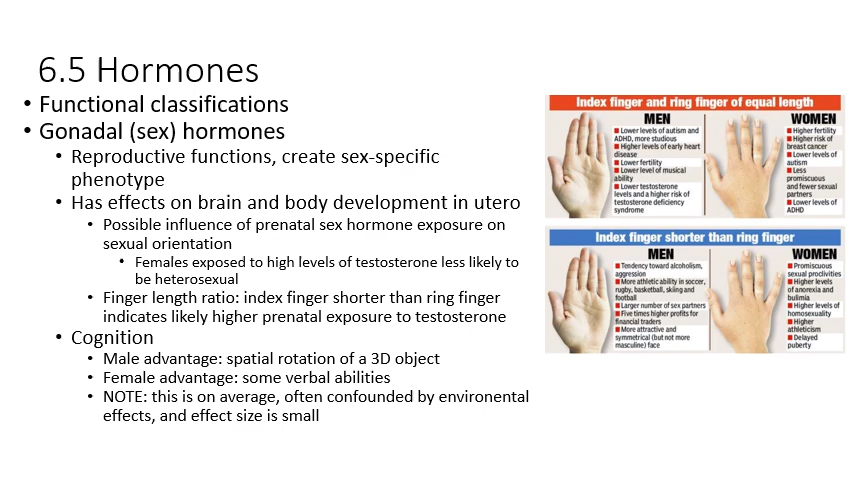 6.5 Hormones
• Functional classifications
• Gonadal (sex) hormones
• Reproductive functions, create sex-specific
phenotype
• Has effects on brain and body development in utero
• Possible influence of prenatal sex hormone exposure on
sexual orientation
• Females exposed to high levels of testosterone less likely to
be heterosexual
• Finger length ratio: index finger shorter than ring finger
indicates likely higher prenatal exposure to testosterone
• Cognition
• Male advantage: spatial rotation of a 3D object
• Female advantage: some verbal abilities
• NOTE: this is on average, often confounded by environental
effects, and effect size is small
Index finger and ring finger of equal length
MEN
■ Lower levels of autism and
ADHD, more studious
■ Higher levels of early heart
disease
■ Lower fertility
■ Lower level of musical
ability
■ Lower testosterone
levels and a higher risk of
testosterone deficiency
syndrome
WOMEN
■ Higher fertility
■ Higher risk of
breast cancer
■ Lower levels of
autism
■ Less
promiscuous
and fewer sexual
partners
■ Lower levels of
ADHD
Index finger shorter than ring finger
MEN
■ Tendency toward alcoholism,
aggression
■ More athletic ability in soccer,
rugby, basketball, skiing and
football
■ Larger number of sex partners
■ Five times higher profits for
financial traders
■ More attractive and
symmetrical (but not more
masculine) face
WOMEN
■ Promiscuous
sexual proclivities
■ Higher levels
of anorexia and
bulimia
■ Higher levels of
homosexuality
■ Higher
athleticism
■ Delayed
puberty